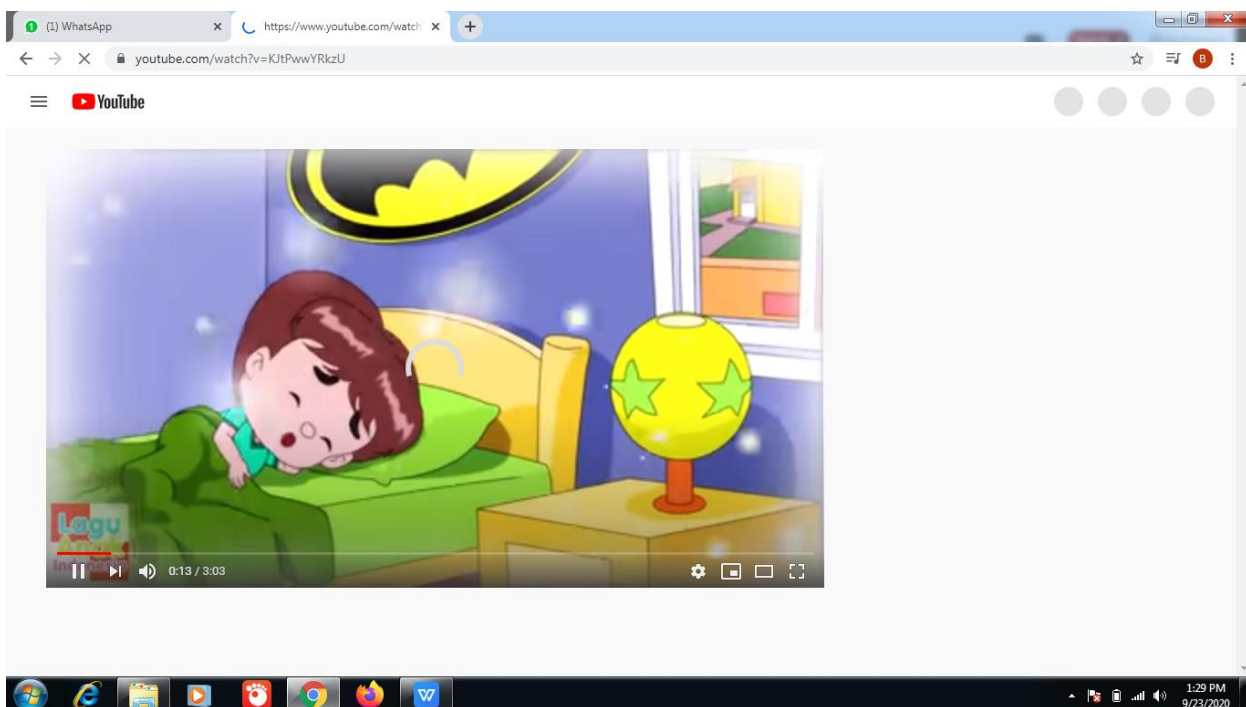 (1) WhatsApp
https://www.youtube.com/watch
youtube.com/watch?v=KJtPwwYRkzU
B
YouTube
Lagu
0:13 / 3:03
1:29 PM
9/23/2020